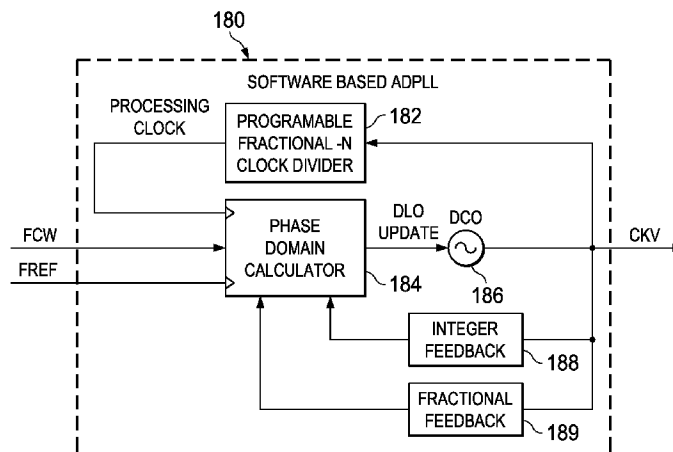 180
SOFTWARE BASED ADPLL
PROCESSING
CLOCK
PROGRAMABLE
FRACTIONAL -N
CLOCK DIVIDER
182
FCW
FREF
PHASE
DOMAIN
CALCULATOR
184
DLO
UPDATE
DCO
186
CKV
INTEGER
FEEDBACK
188
FRACTIONAL
FEEDBACK
189